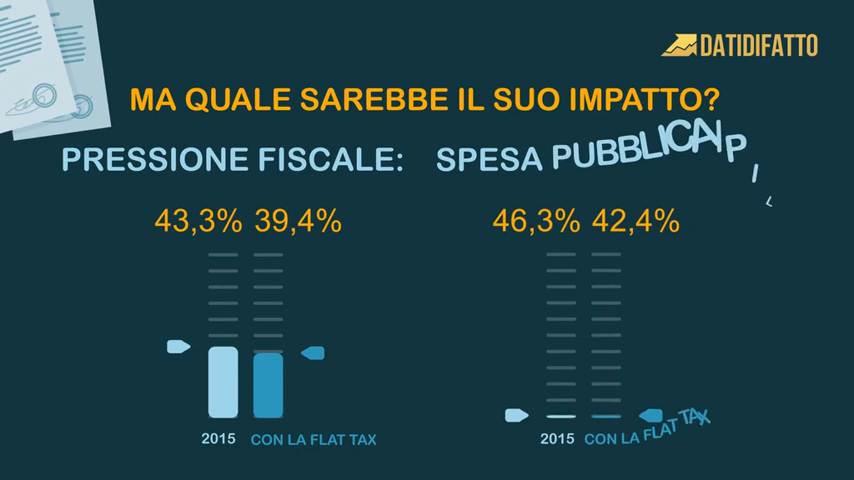 DATIDIFATTO
MA QUALE SAREBBE IL SUO IMPATTO?
PRESSIONE FISCALE:
43,3% 39,4%
2015 CON LA FLAT TAX
SPESA PUBBLICA/PIL
46,3% 42,4%
2015 CON LA FLAT TAX